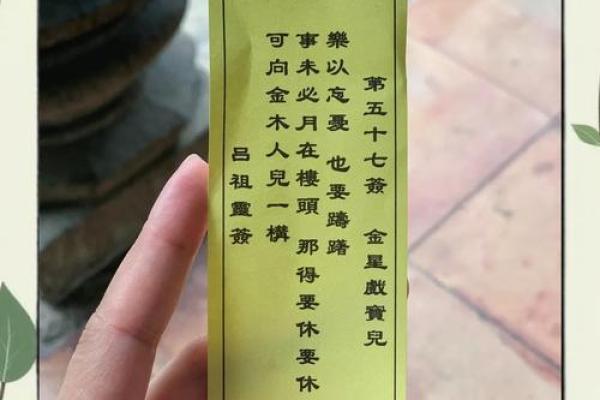 第五十七簽 金星戲寶兒
樂以忘憂 也要躊躇
事未必月在樓頭 那得要休要休
可向金木人兒一構
呂祖靈簽